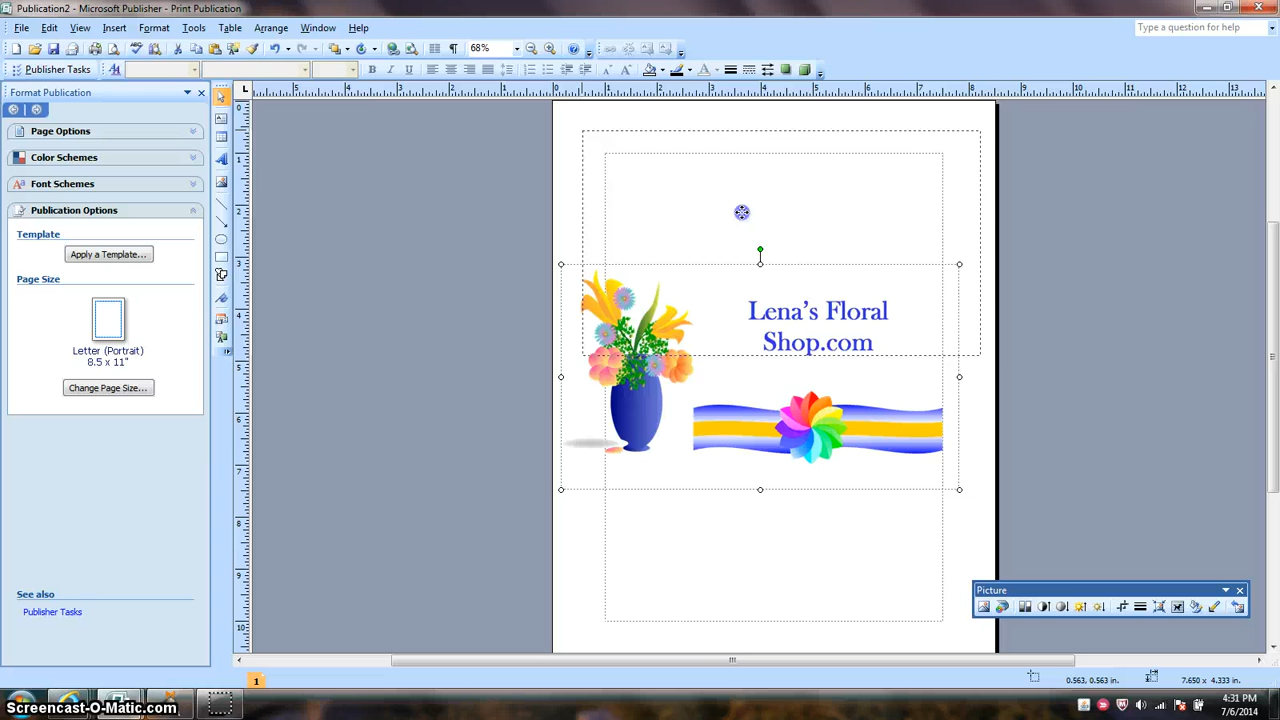 Publication2 - Microsoft Publisher - Print Publication
File Edit View Insert Format Tools Table Arrange Window Help
Type a question for help
68%
Publisher Tasks
Format Publication
Page Options
Color Schemes
Font Schemes
Publication Options
Template
Apply a Template...
Page Size
Letter (Portrait)
8.5 x 11"
Change Page Size...
See also
Publisher Tasks
Lena's Floral
Shop.com
Picture
1
0.563, 0.563 in.
7.650 x 4.333 in.
Screencast-O-Matic.com
4:31 PM
7/6/2014